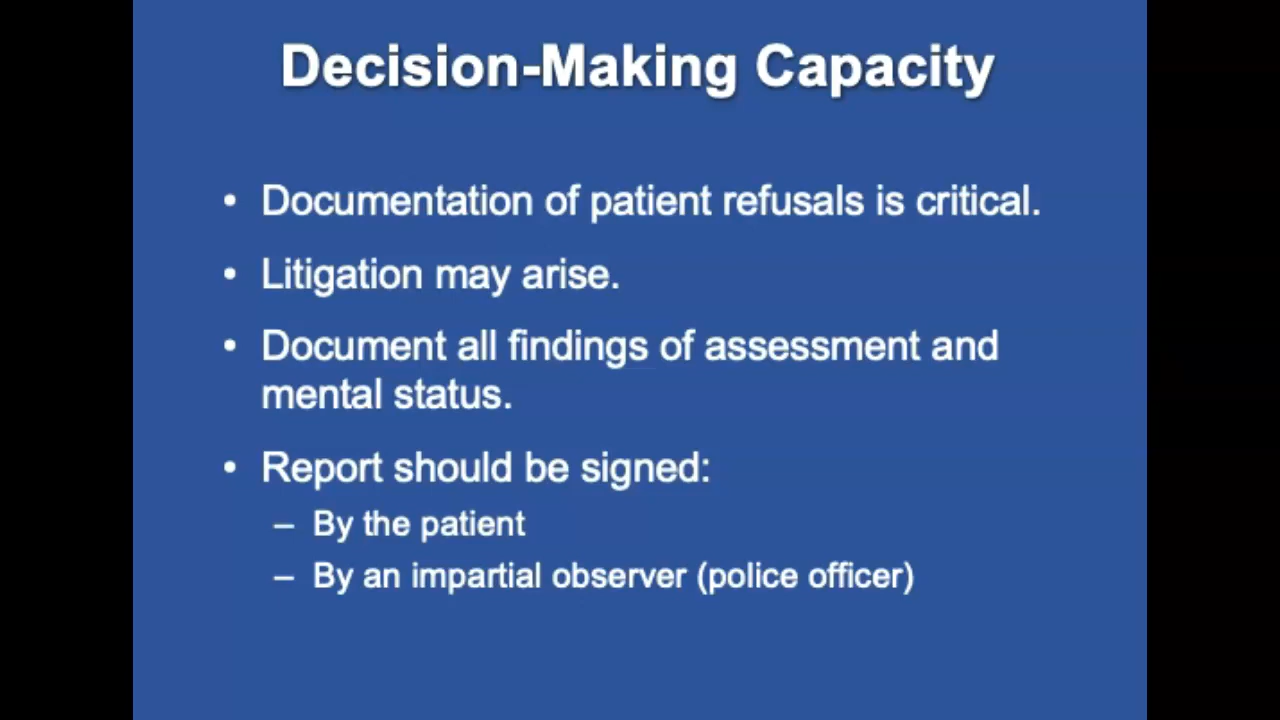 Decision-Making Capacity
• Documentation of patient refusals is critical.
• Litigation may arise.
• Document all findings of assessment and
mental status.
• Report should be signed:
– By the patient
– By an impartial observer (police officer)